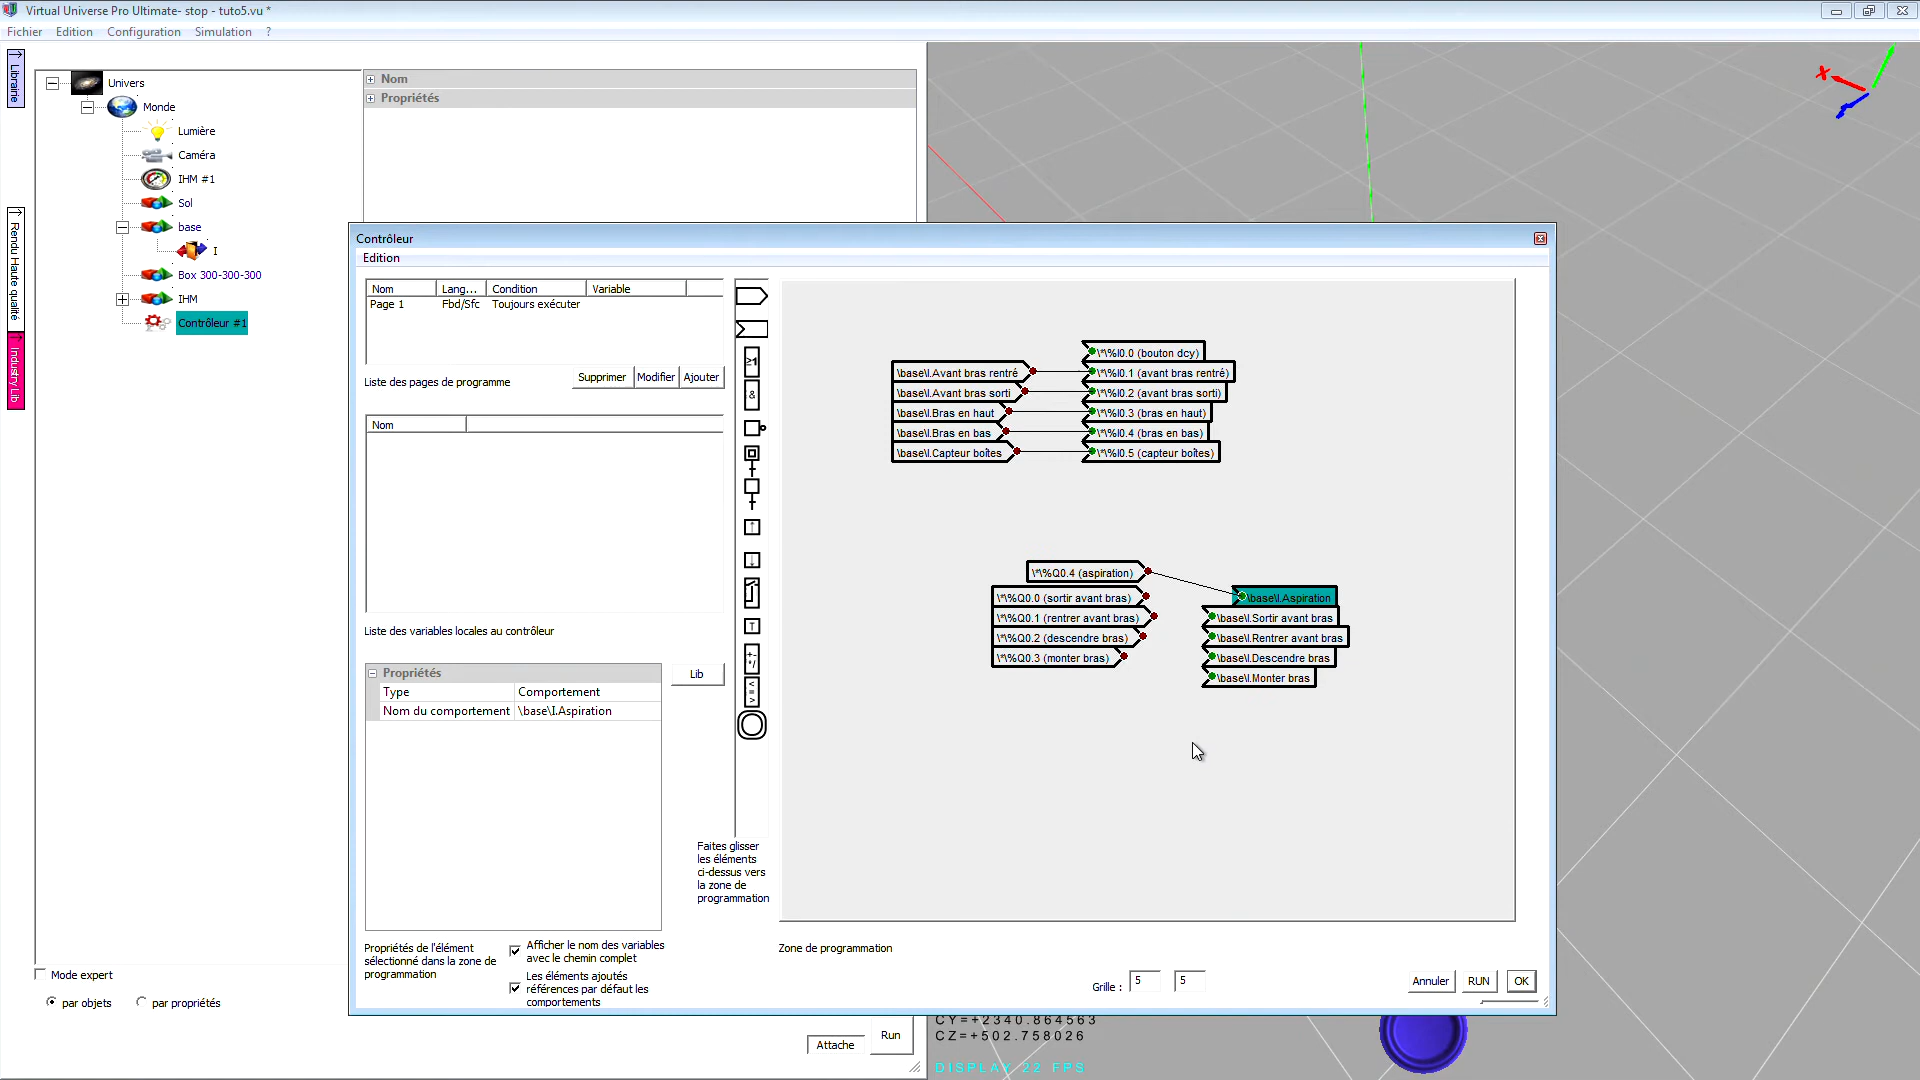 Virtual Universe Pro Ultimate- stop - tuto5.vu *
Fichier Edition Configuration Simulation ?
Librairie
Rendu Haute qualité
Industry Lib
Univers
Monde
Lumière
Caméra
IHM #1
Sol
base
I
Box 300-300-300
IHM
Contrôleur #1
Nom
Propriétés
Contrôleur
Edition
Nom Lang... Condition Variable
Page 1 Fbd/Sfc Toujours exécuter
Liste des pages de programme
Supprimer Modifier Ajouter
Nom
Liste des variables locales au contrôleur
Propriétés
Type Comportement
Nom du comportement \base\I.Aspiration
Lib
≥1
&
T
+-
*/
<
=
>
Faites glisser
les éléments
ci-dessus vers
la zone de
programmation
\*\%I0.0 (bouton dcy)
\base\I.Avant bras rentré \*\%I0.1 (avant bras rentré)
\base\I.Avant bras sorti \*\%I0.2 (avant bras sorti)
\base\I.Bras en haut \*\%I0.3 (bras en haut)
\base\I.Bras en bas \*\%I0.4 (bras en bas)
\base\I.Capteur boîtes \*\%I0.5 (capteur boîtes)
\*\%Q0.4 (aspiration)
\*\%Q0.0 (sortir avant bras) \base\I.Aspiration
\*\%Q0.1 (rentrer avant bras) \base\I.Sortir avant bras
\*\%Q0.2 (descendre bras) \base\I.Rentrer avant bras
\*\%Q0.3 (monter bras) \base\I.Descendre bras
\base\I.Monter bras
Propriétés de l'élément
sélectionné dans la zone de
programmation
Afficher le nom des variables
avec le chemin complet
Les éléments ajoutés
références par défaut les
comportements
Zone de programmation
Grille : 5 5
Annuler RUN OK
Mode expert
par objets par propriétés
Attache Run
CY=+2340.864563
CZ=+502.758026
DISPLAY 22 FPS
X